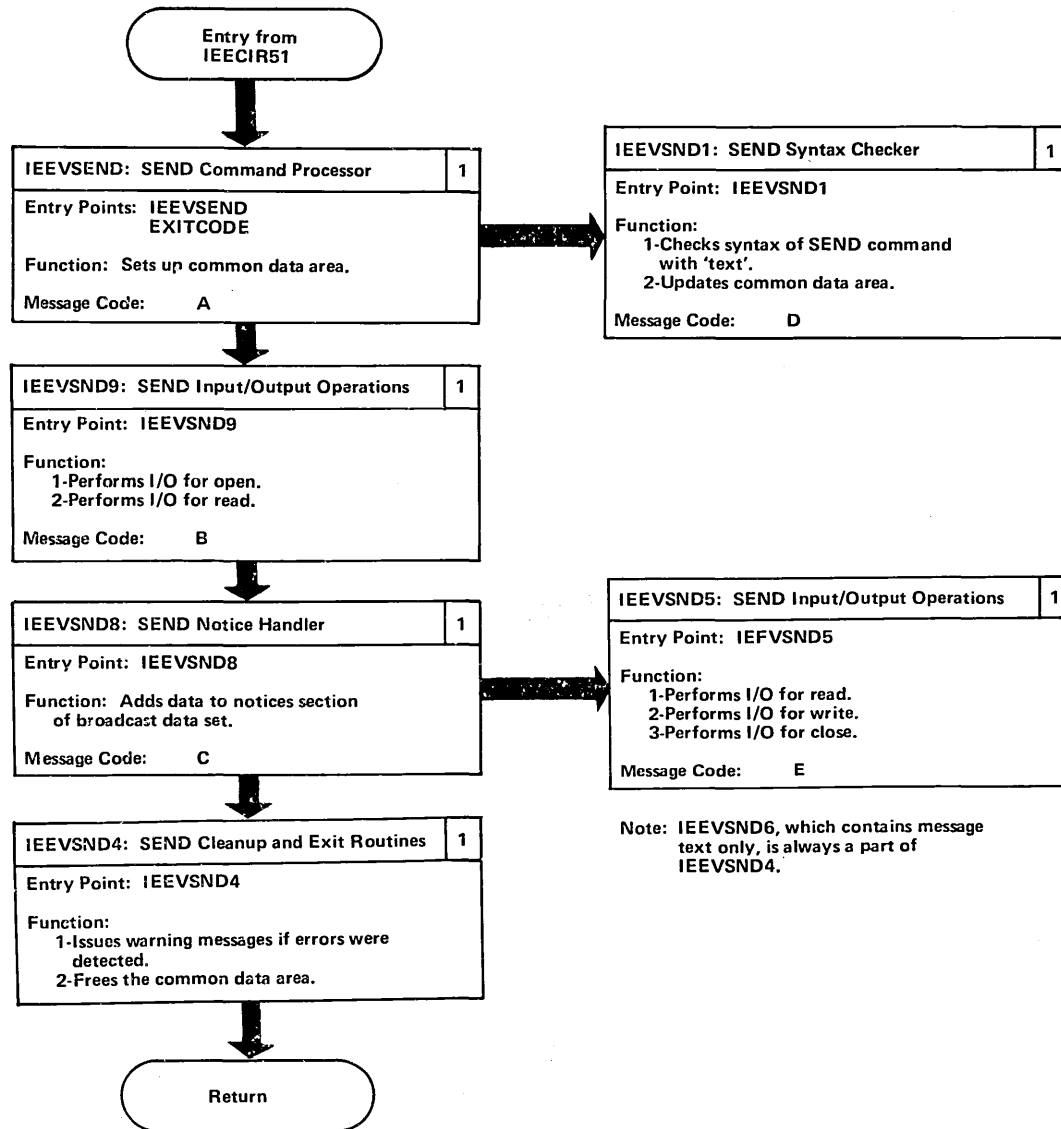 Entry from
IEECIR51
IEEVSEND: SEND Command Processor 1
Entry Points: IEEVSEND
EXITCODE
Function: Sets up common data area.
Message Code: A
IEEVSND1: SEND Syntax Checker 1
Entry Point: IEEVSND1
Function:
1-Checks syntax of SEND command
with ‘text’.
2-Updates common data area.
Message Code: D
IEEVSND9: SEND Input/Output Operations 1
Entry Point: IEEVSND9
Function:
1-Performs I/O for open.
2-Performs I/O for read.
Message Code: B
IEEVSND8: SEND Notice Handler 1
Entry Point: IEEVSND8
Function: Adds data to notices section
of broadcast data set.
Message Code: C
IEEVSND5: SEND Input/Output Operations 1
Entry Point: IEFVSND5
Function:
1-Performs I/O for read.
2-Performs I/O for write.
3-Performs I/O for close.
Message Code: E
IEEVSND4: SEND Cleanup and Exit Routines 1
Entry Point: IEEVSND4
Function:
1-Issues warning messages if errors were
detected.
2-Frees the common data area.
Note: IEEVSND6, which contains message
text only, is always a part of
IEEVSND4.
Return